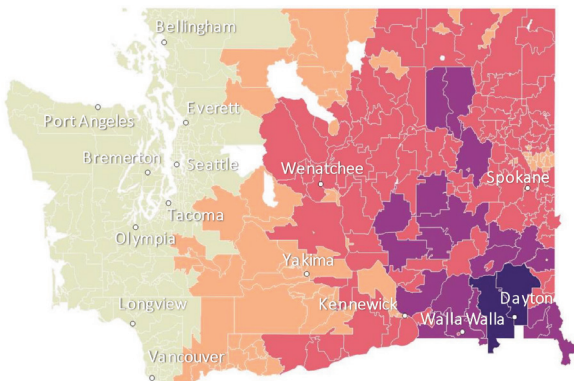 Bellingham
Everett
Port Angeles
Bremerton
Seattle
Wenatchee
Spokane
Tacoma
Olympia
Yakima
Longview
Kennewick
Dayton
Walla Walla
Vancouver